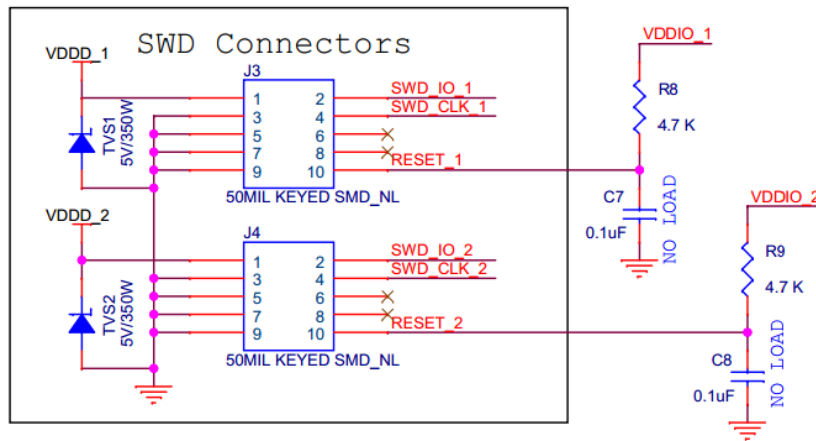 SWD Connectors
VDDD_1
TVS1
5V/350W
J3
1 2
3 4
5 6
7 8
9 10
50MIL KEYED SMD_NL
SWD_IO_1
SWD_CLK_1
RESET_1
VDDIO_1
R8
4.7 K
C7
0.1uF
NO LOAD
VDDD_2
TVS2
5V/350W
J4
1 2
3 4
5 6
7 8
9 10
50MIL KEYED SMD_NL
SWD_IO_2
SWD_CLK_2
RESET_2
VDDIO_2
R9
4.7 K
C8
0.1uF
NO LOAD